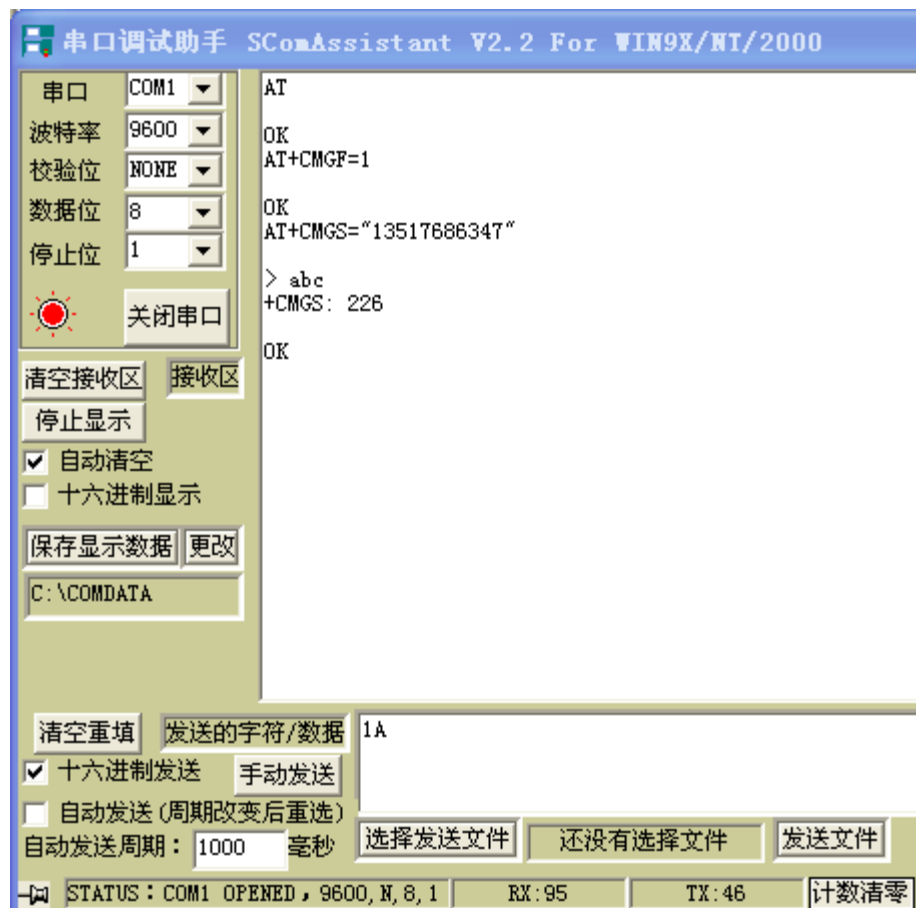 串口调试助手 SComAssistant V2.2 For WIN9X/NT/2000
串口 COM1
波特率 9600
校验位 NONE
数据位 8
停止位 1
关闭串口
清空接收区 接收区
停止显示
自动清空
十六进制显示
保存显示数据 更改
C:\COMDATA
AT
OK
AT+CMGF=1
OK
AT+CMGS="13517686347"
> abc
+CMGS: 226
OK
清空重填 发送的字符/数据 1A
十六进制发送 手动发送
自动发送(周期改变后重选)
自动发送周期：1000 毫秒 选择发送文件 还没有选择文件 发送文件
STATUS：COM1 OPENED，9600,N,8,1 RX:95 TX:46 计数清零